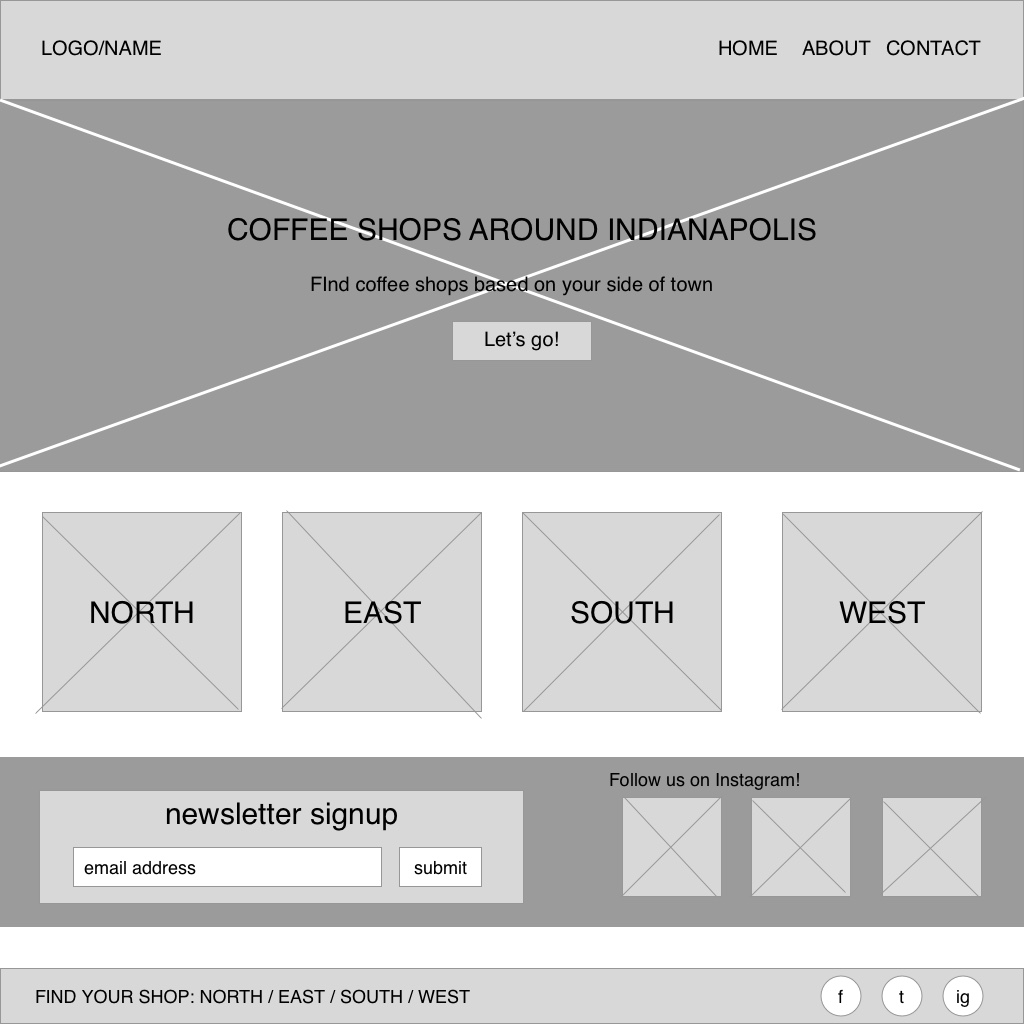 LOGO/NAME HOME ABOUT CONTACT
COFFEE SHOPS AROUND INDIANAPOLIS
FInd coffee shops based on your side of town
Let’s go!
NORTH EAST SOUTH WEST
newsletter signup
email address submit
Follow us on Instagram!
FIND YOUR SHOP: NORTH / EAST / SOUTH / WEST f t ig